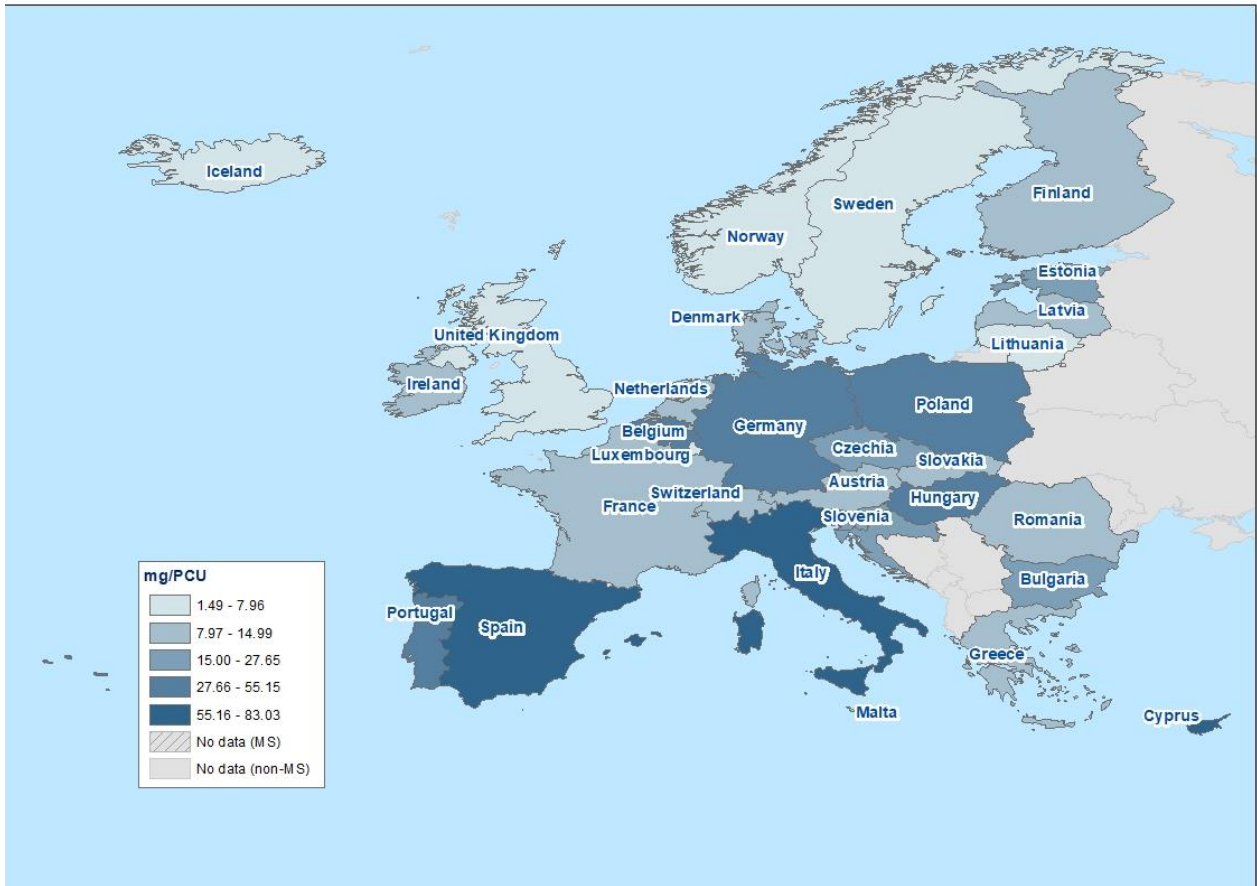 Iceland
Finland
Sweden
Norway
Estonia
Denmark
Latvia
United Kingdom
Lithuania
Ireland
Netherlands
Poland
Germany
Belgium
Czechia
Luxembourg
Slovakia
Austria
Switzerland
Hungary
France
Slovenia
Romania
Italy
Bulgaria
Portugal
Spain
Greece
Malta
Cyprus
mg/PCU
1.49 - 7.96
7.97 - 14.99
15.00 - 27.65
27.66 - 55.15
55.16 - 83.03
No data (MS)
No data (non-MS)